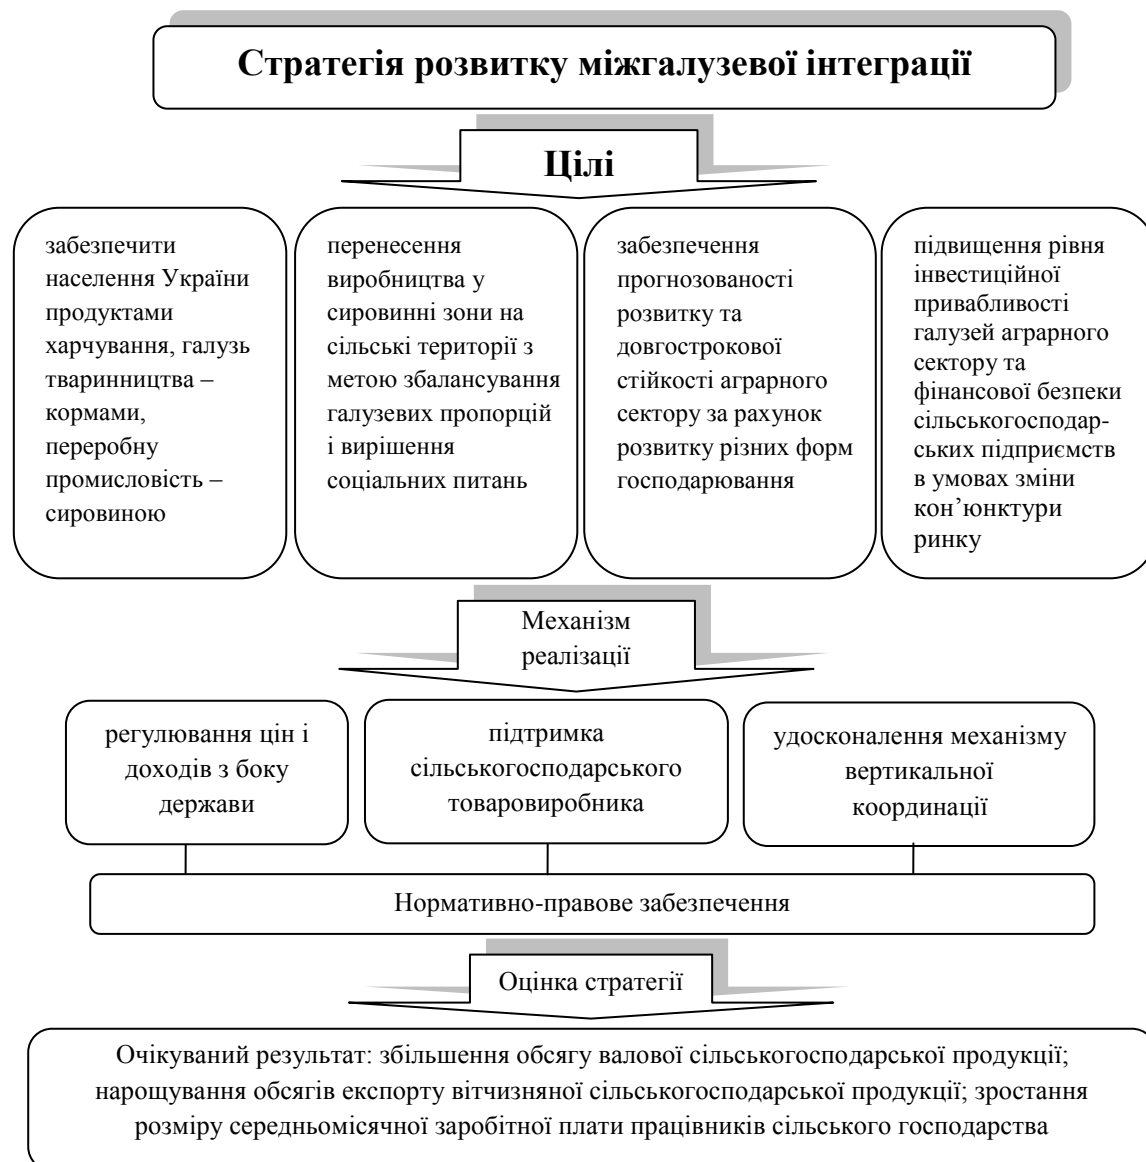 Стратегія розвитку міжгалузевої інтеграції
Цілі
забезпечити
населення України
продуктами
харчування, галузь
тваринництва –
кормами,
переробну
промисловість –
сировиною
перенесення
виробництва у
сировинні зони на
сільські території з
метою збалансування
галузевих пропорцій
і вирішення
соціальних питань
забезпечення
прогнозованості
розвитку та
довгострокової
стійкості аграрного
сектору за рахунок
розвитку різних форм
господарювання
підвищення рівня
інвестиційної
привабливості
галузей аграрного
сектору та
фінансової безпеки
сільськогосподар-
ських підприємств
в умовах зміни
кон’юнктури
ринку
Механізм
реалізації
регулювання цін і
доходів з боку
держави
підтримка
сільськогосподарського
товаровиробника
удосконалення механізму
вертикальної
координації
Нормативно-правове забезпечення
Оцінка стратегії
Очікуваний результат: збільшення обсягу валової сільськогосподарської продукції;
нарощування обсягів експорту вітчизняної сільськогосподарської продукції; зростання
розміру середньомісячної заробітної плати працівників сільського господарства